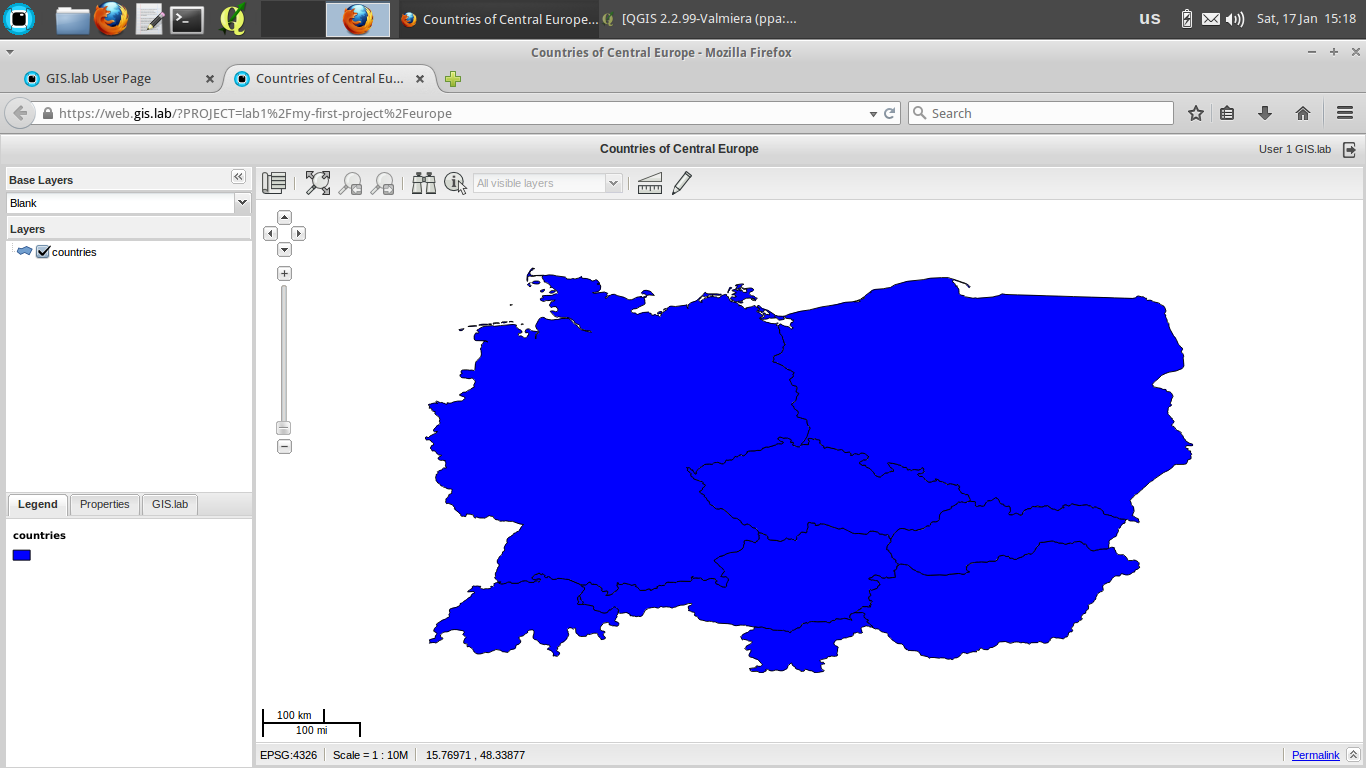 Countries of Central Europe...
[QGIS 2.2.99-Valmiera (ppa:...
us
Sat, 17 Jan 15:18
Countries of Central Europe - Mozilla Firefox
GIS.lab User Page
Countries of Central Eu...
https://web.gis.lab/?PROJECT=lab1%2Fmy-first-project%2Feurope
Search
Countries of Central Europe
User 1 GIS.lab
Base Layers
All visible layers
Blank
Layers
countries
Legend
Properties
GIS.lab
countries
100 km
100 mi
EPSG:4326
Scale = 1 : 10M
15.76971 , 48.33877
Permalink